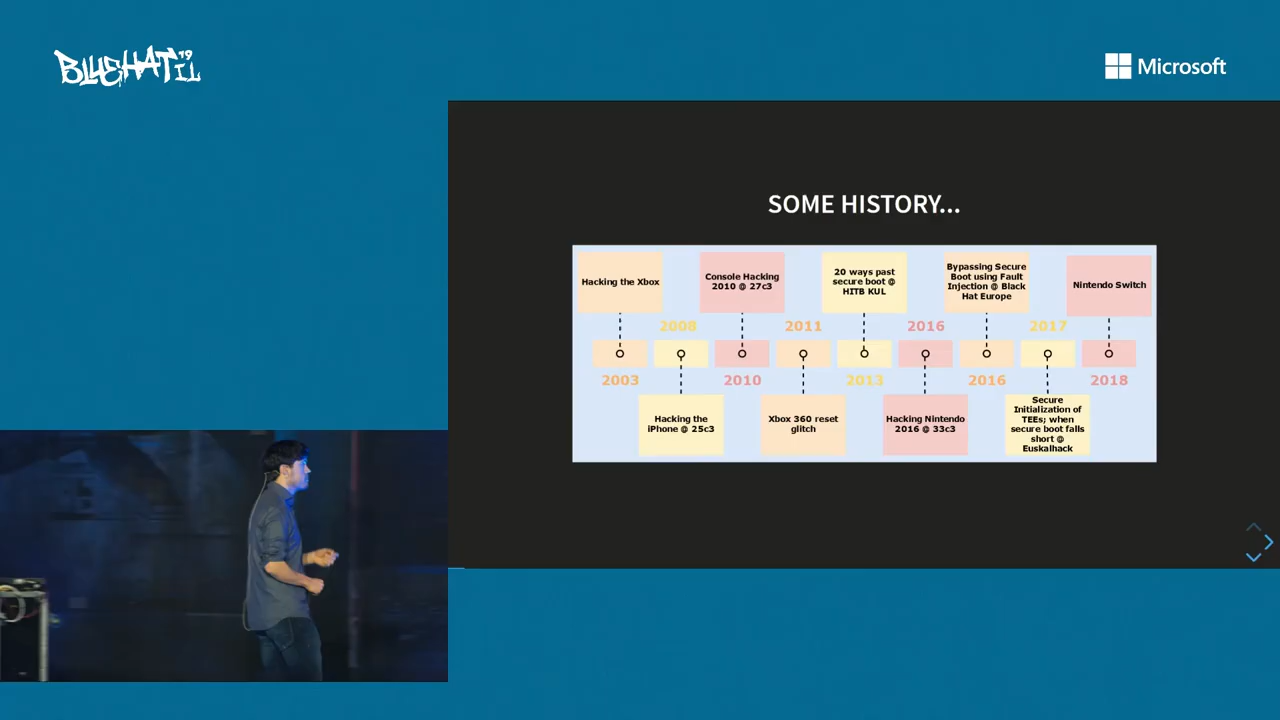 BLUEHAT'19 IL
Microsoft
SOME HISTORY...
Hacking the Xbox
Console Hacking
2010 @ 27c3
20 ways past
secure boot @
HITB KUL
Bypassing Secure
Boot using Fault
Injection @ Black
Hat Europe
Nintendo Switch
2008
2011
2016
2017
2003
2010
2013
2016
2018
Hacking the
iPhone @ 25c3
Xbox 360 reset
glitch
Hacking Nintendo
2016 @ 33c3
Secure
Initialization of
TEEs; when
secure boot falls
short @
Euskalhack